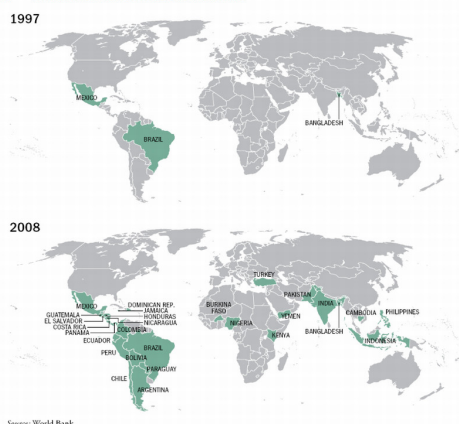 1997
MEXICO
BRAZIL
BANGLADESH
2008
MEXICO
DOMINICAN REP.
JAMAICA
HONDURAS
NICARAGUA
GUATEMALA
EL SALVADOR
COSTA RICA
PANAMA
COLOMBIA
ECUADOR
PERU
BRAZIL
BOLIVIA
PARAGUAY
CHILE
ARGENTINA
TURKEY
BURKINA
FASO
NIGERIA
YEMEN
KENYA
PAKISTAN
INDIA
BANGLADESH
CAMBODIA
PHILIPPINES
INDONESIA
Source: World Bank